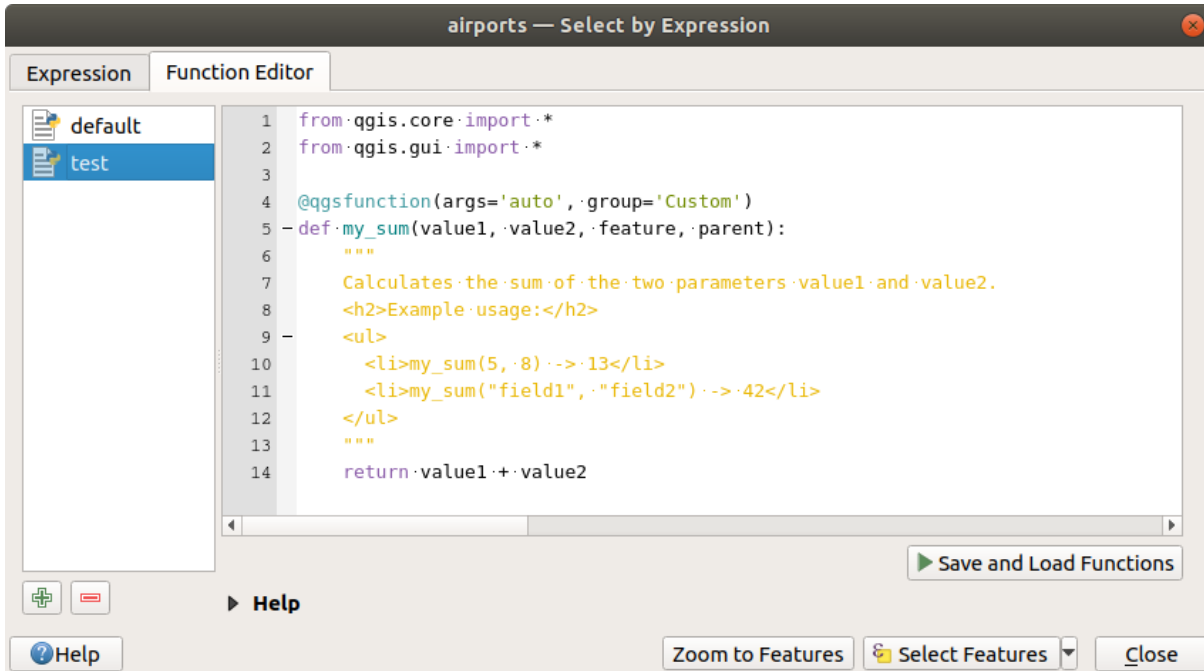 airports — Select by Expression
Expression
Function Editor
default
test
1 from qgis.core import *
2 from qgis.gui import *
3
4 @qgsfunction(args='auto', group='Custom')
5 def my_sum(value1, value2, feature, parent):
6     """
7     Calculates the sum of the two parameters value1 and value2.
8     <h2>Example usage:</h2>
9     <ul>
10       <li>my_sum(5, 8) -> 13</li>
11       <li>my_sum("field1", "field2") -> 42</li>
12     </ul>
13     """
14     return value1 + value2
Save and Load Functions
Help
Help
Zoom to Features
Select Features
Close